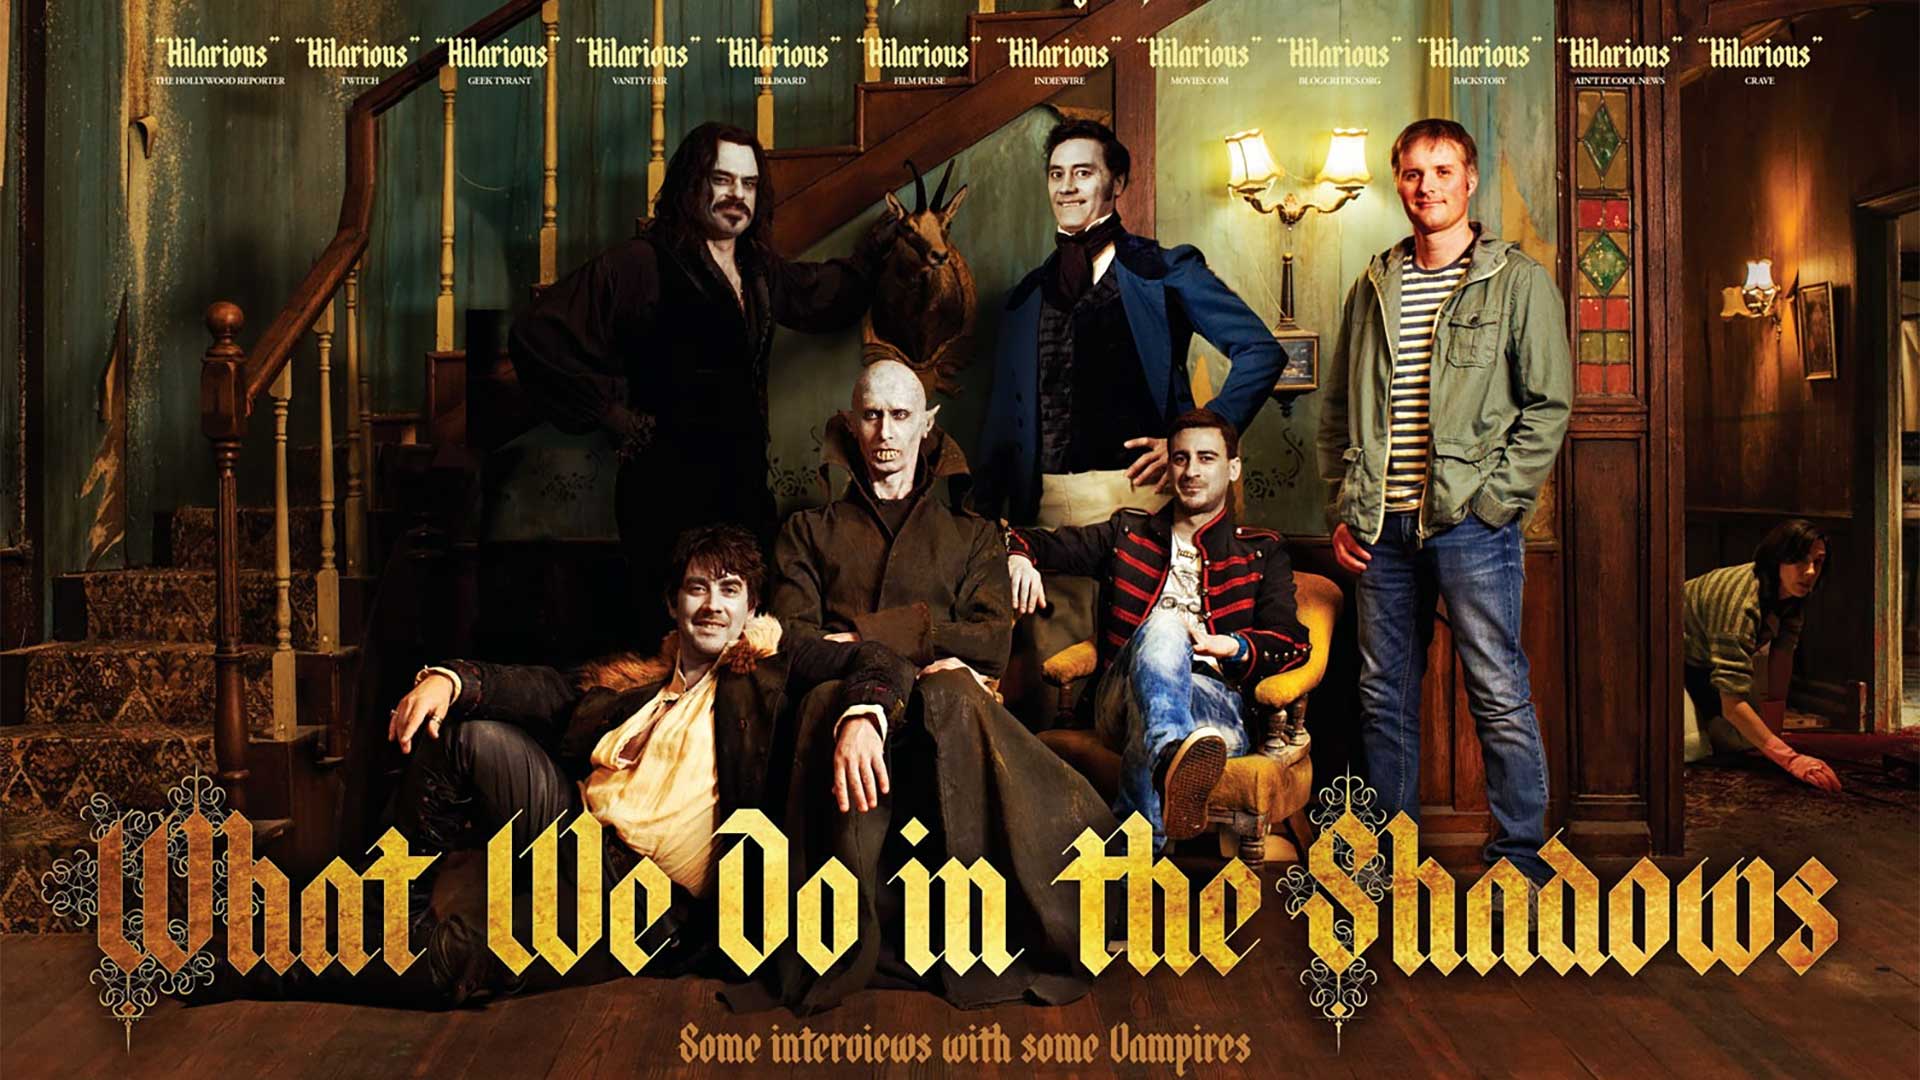 “Hilarious” “Hilarious” “Hilarious” “Hilarious” “Hilarious” “Hilarious” “Hilarious” “Hilarious” “Hilarious” “Hilarious” “Hilarious” “Hilarious”
THE HOLLYWOOD REPORTER TWITCH GEEK TYRANT VANITY FAIR BILLBOARD FILM PULSE INDIEWIRE MOVIES.COM BLOGCRITICS.ORG BACKSTORY AIN'T IT COOL NEWS CRAVE
What We Do in the Shadows
Some interviews with some Vampires